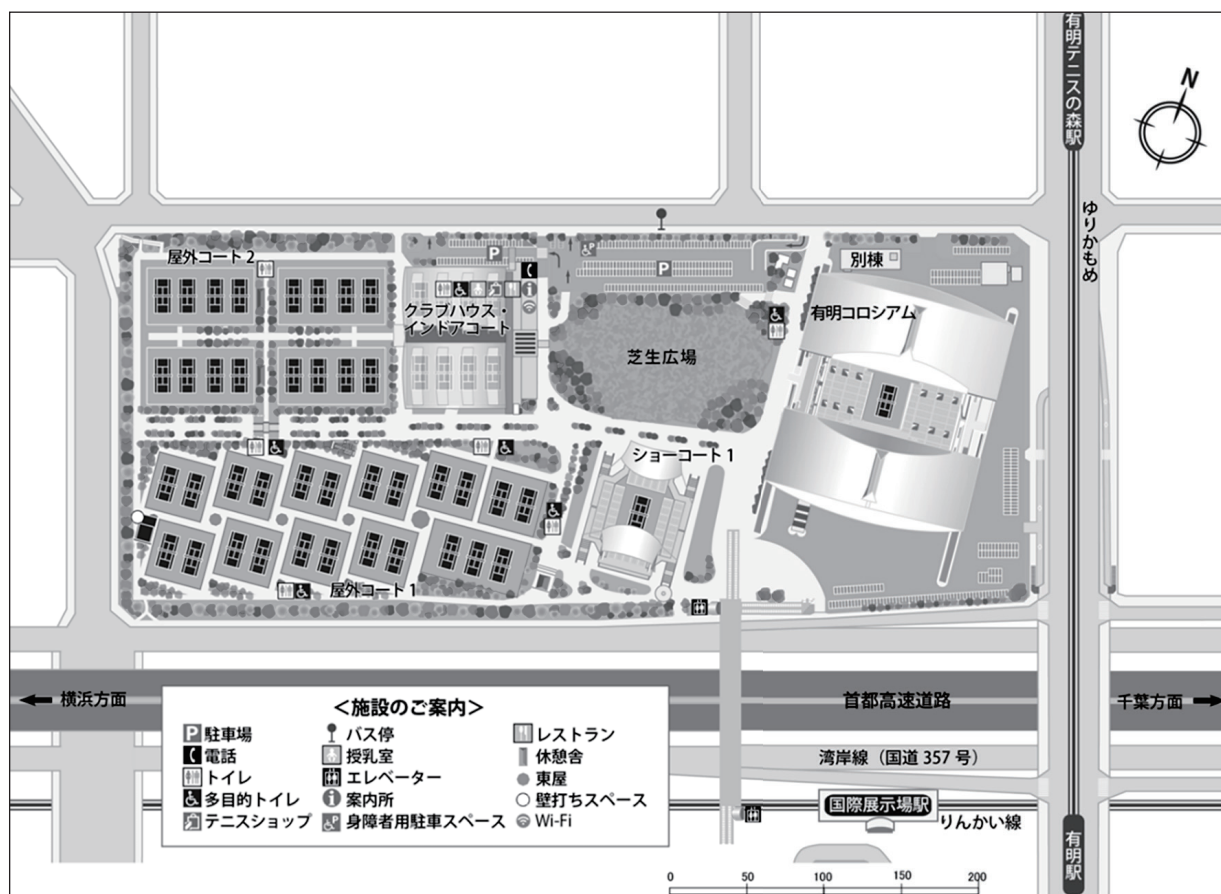 有明テニスの森駅
N
ゆりかもめ
屋外コート2
P
P
P
別棟
クラブハウス・
インドアコート
有明コロシアム
芝生広場
ショーコート1
屋外コート1
横浜方面
首都高速道路
千葉方面
<施設のご案内>
P 駐車場
電話
トイレ
多目的トイレ
テニスショップ
バス停
授乳室
エレベーター
i 案内所
P 身障者用駐車スペース
レストラン
休憩舎
東屋
壁打ちスペース
Wi-Fi
湾岸線(国道357号)
国際展示場駅
りんかい線
有明駅
0 50 100 150 200